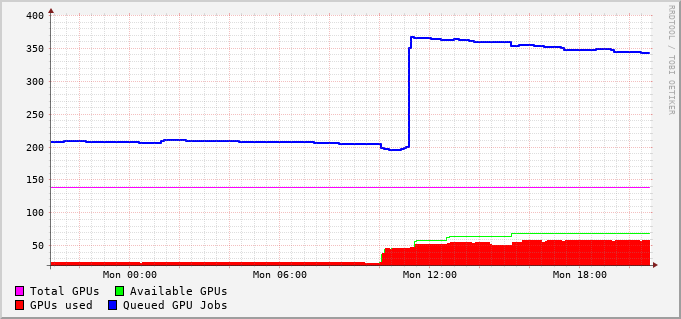 400
350
300
250
200
150
100
50
Mon 00:00 Mon 06:00 Mon 12:00 Mon 18:00
Total GPUs Available GPUs
GPUs used Queued GPU Jobs
RRDTOOL / TOBI OETIKER